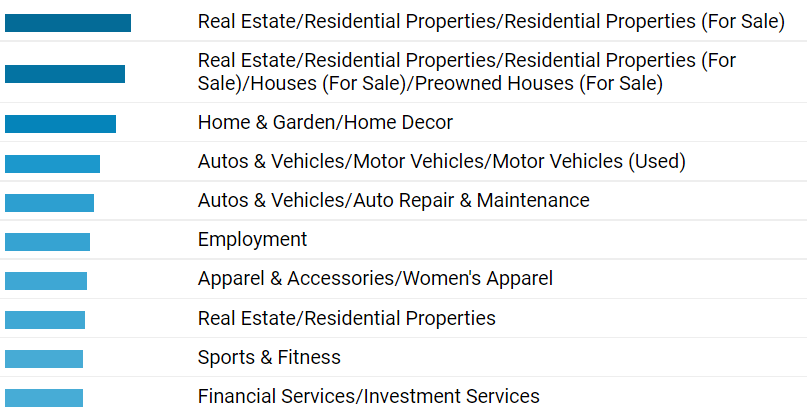 Real Estate/Residential Properties/Residential Properties (For Sale)
Real Estate/Residential Properties/Residential Properties (For
Sale)/Houses (For Sale)/Preowned Houses (For Sale)
Home & Garden/Home Decor
Autos & Vehicles/Motor Vehicles/Motor Vehicles (Used)
Autos & Vehicles/Auto Repair & Maintenance
Employment
Apparel & Accessories/Women's Apparel
Real Estate/Residential Properties
Sports & Fitness
Financial Services/Investment Services